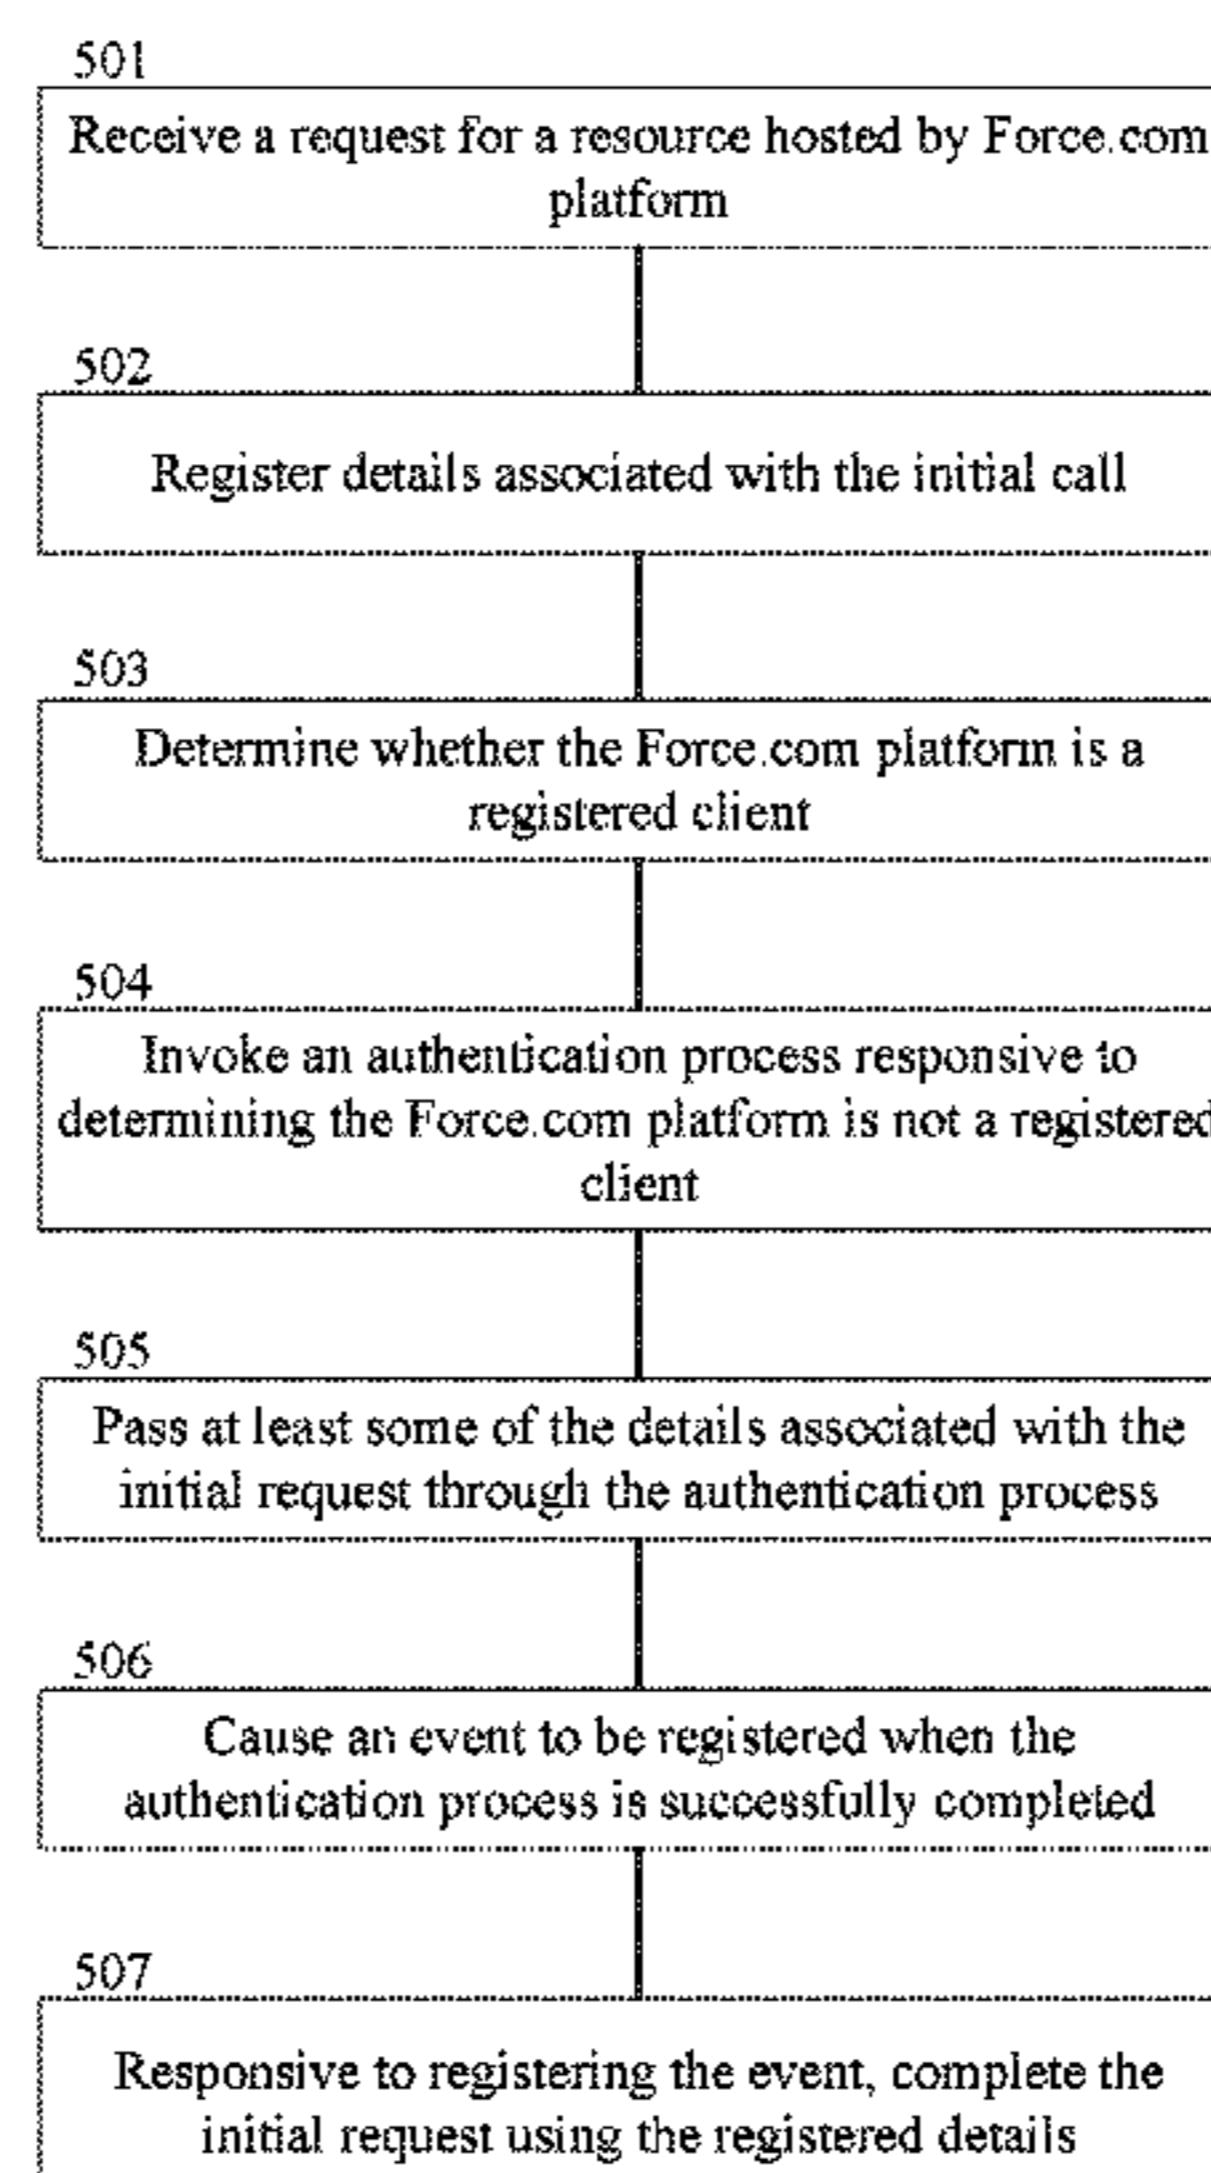 501
Receive a request for a resource hosted by Force.com
platform
502
Register details associated with the initial call
503
Determine whether the Force.com platform is a
registered client
504
Invoke an authentication process responsive to
determining the Force.com platform is not a registered
client
505
Pass at least some of the details associated with the
initial request through the authentication process
506
Cause an event to be registered when the
authentication process is successfully completed
507
Responsive to registering the event, complete the
initial request using the registered details